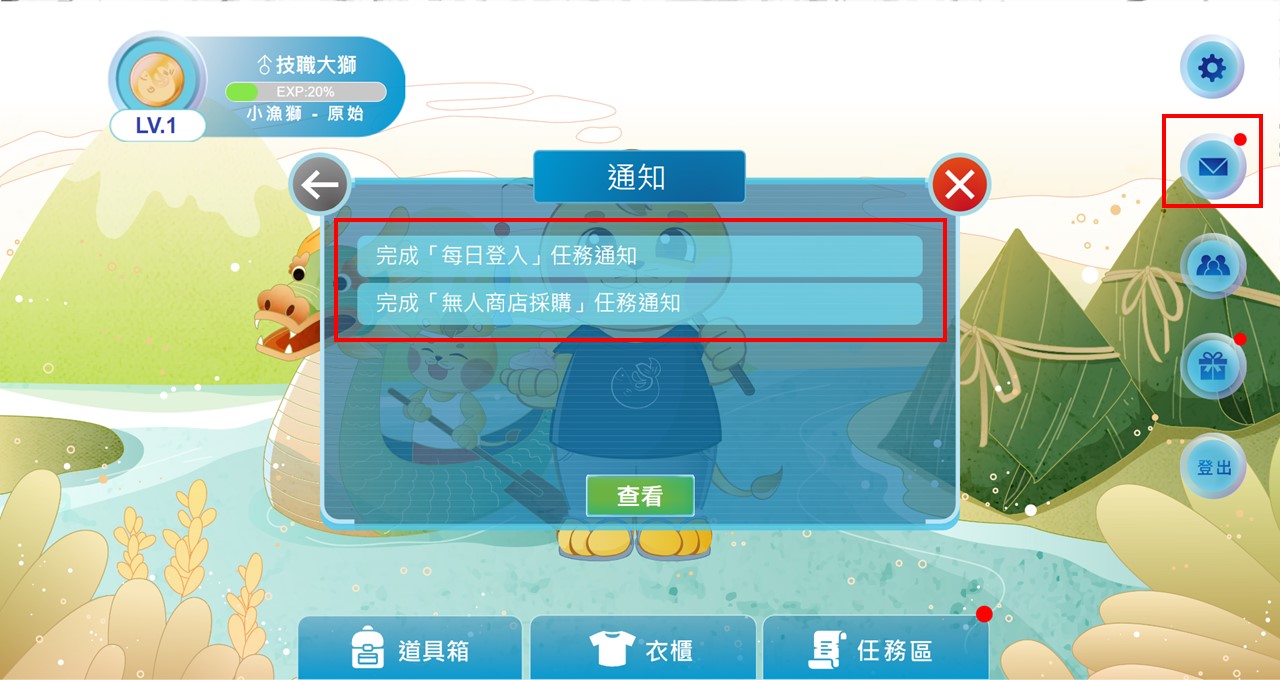 技職大獅
EXP:20%
小漁獅 - 原始
LV.1
通知
完成「每日登入」任務通知
完成「無人商店採購」任務通知
查看
登出
道具箱
衣櫃
任務區